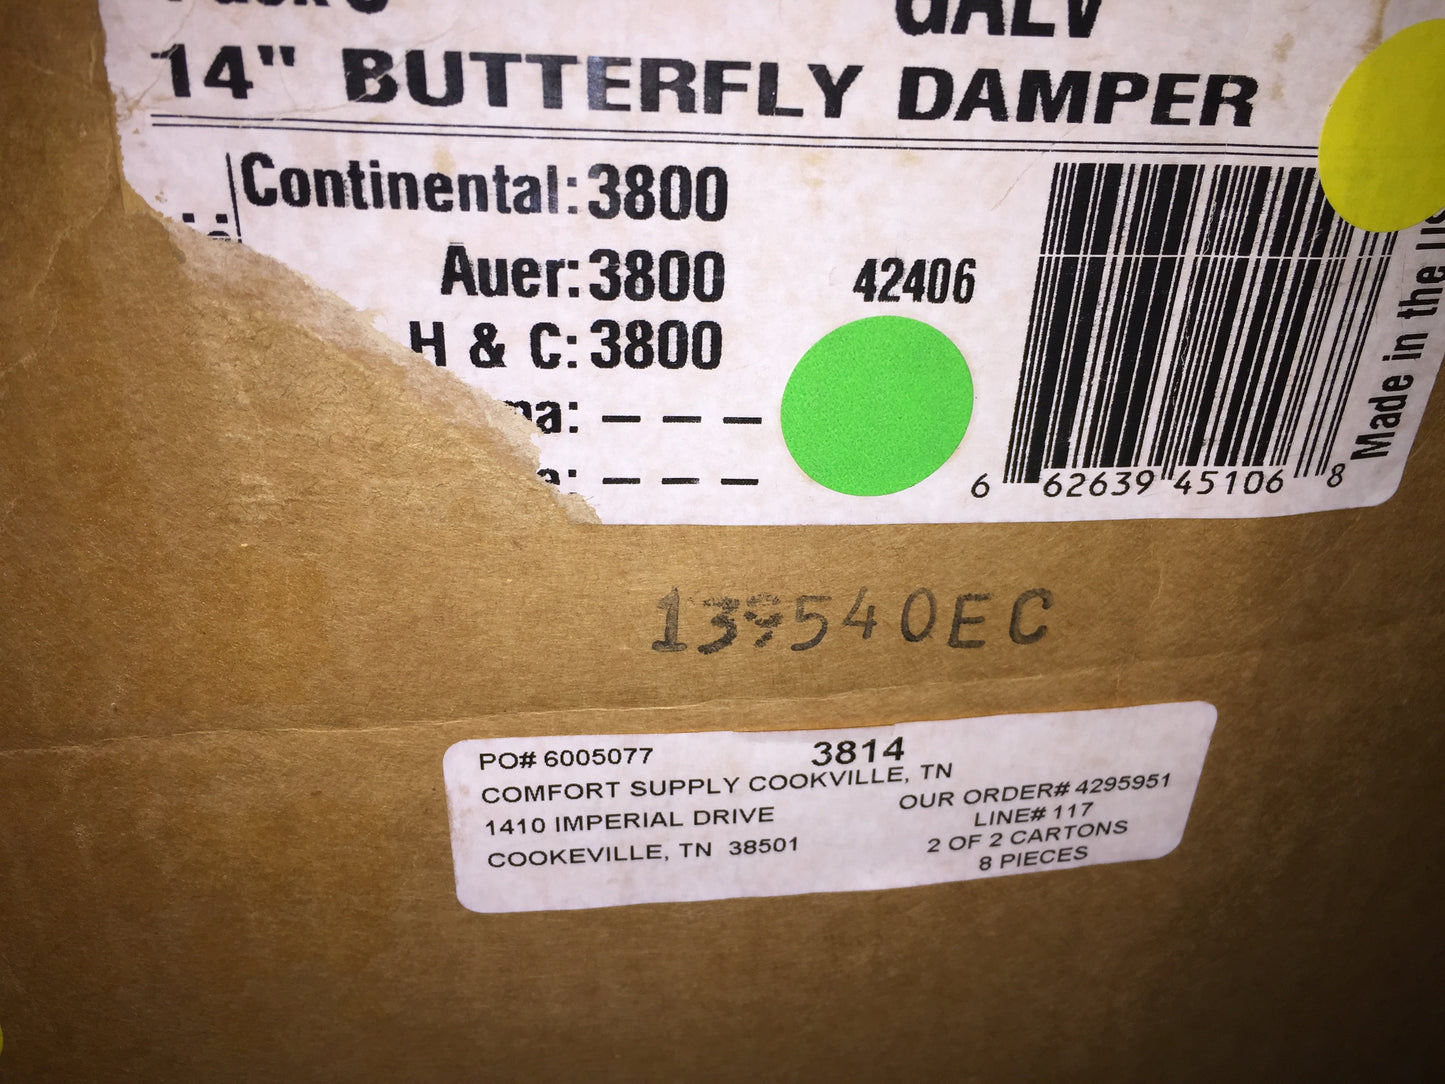 GALV
14" BUTTERFLY DAMPER
Continental: 3800
Auer: 3800
H & C: 3800
42406
6 62639 45106 8
Made in the
139540EC
PO# 6005077
3814
COMFORT SUPPLY COOKVILLE, TN
1410 IMPERIAL DRIVE
COOKEVILLE, TN 38501
OUR ORDER# 4295951
LINE# 117
2 OF 2 CARTONS
8 PIECES